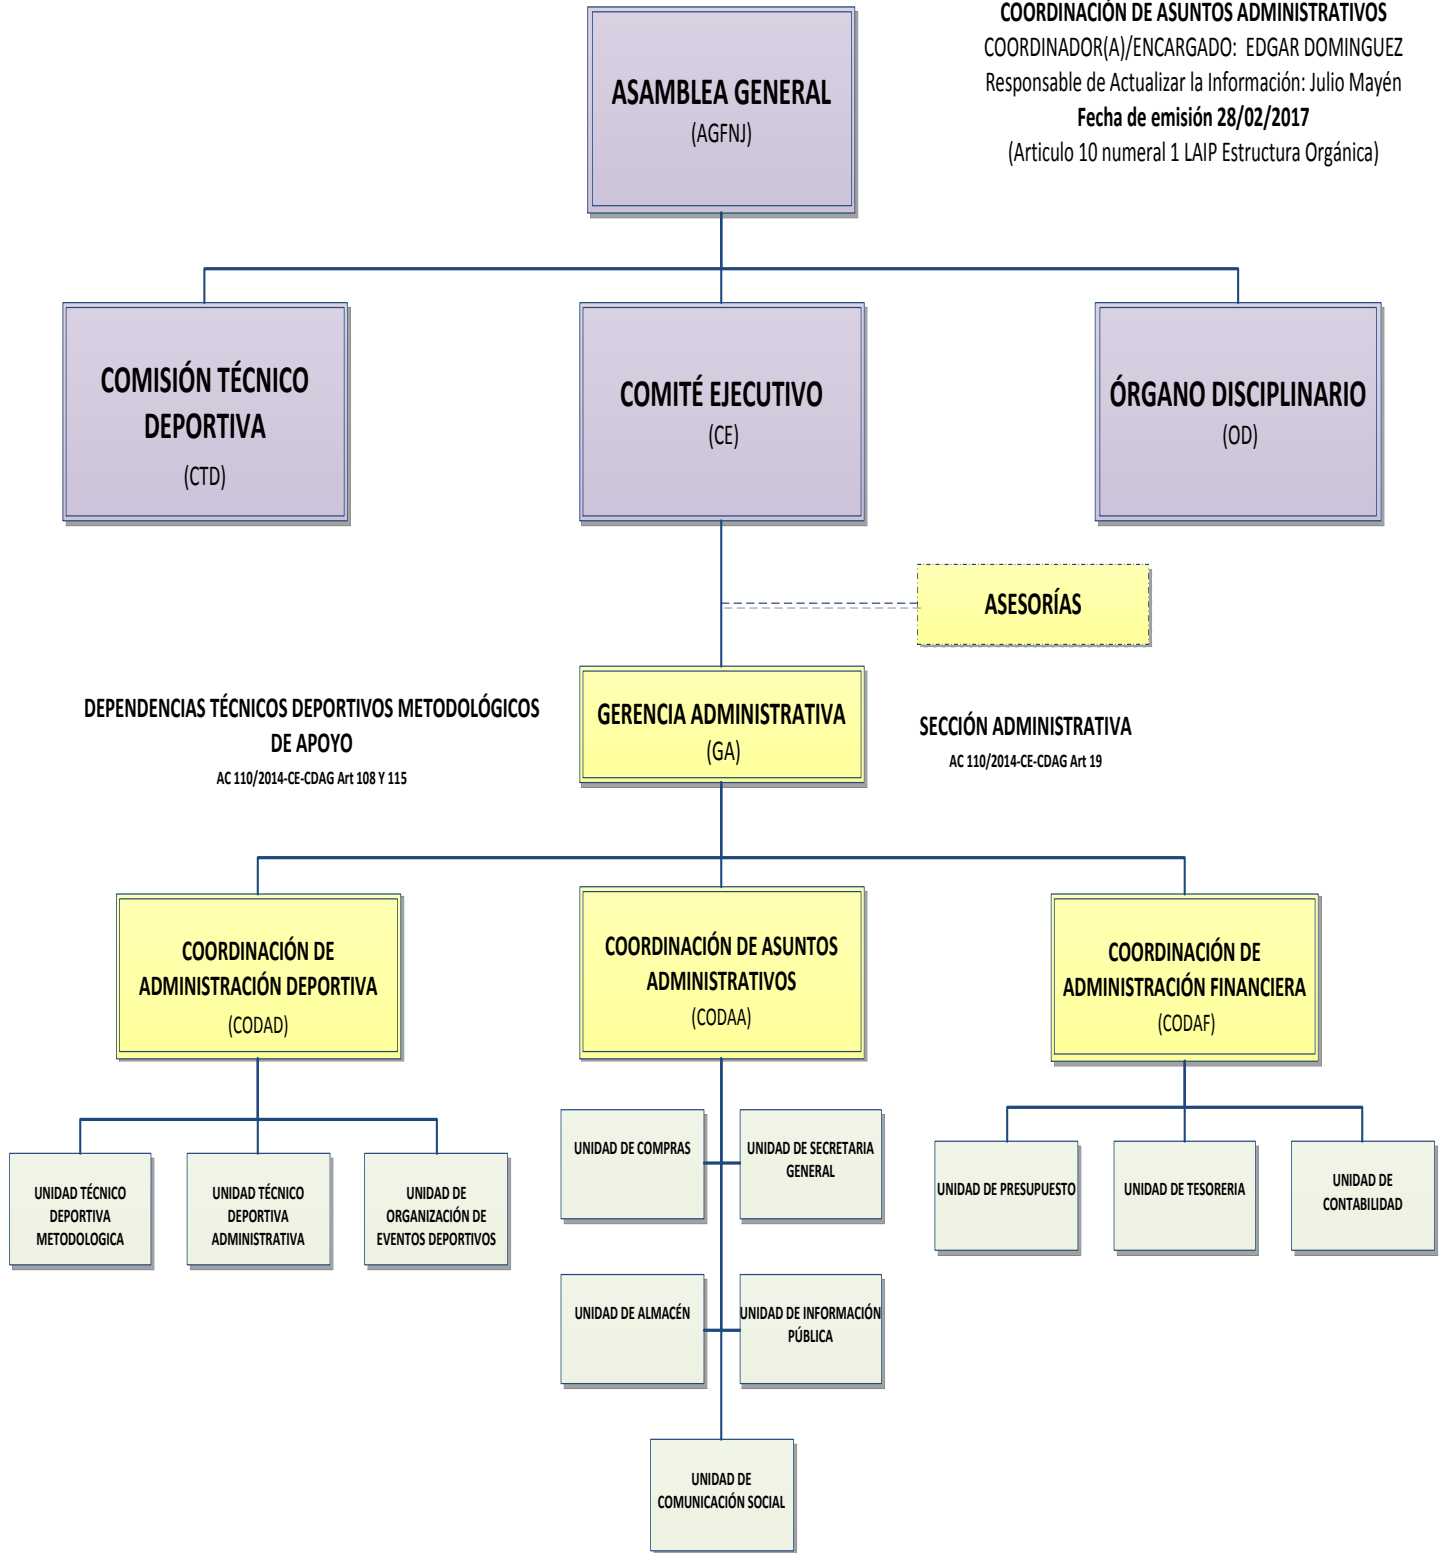 COORDINACIÓN DE ASUNTOS ADMINISTRATIVOS
COORDINADOR(A)/ENCARGADO: EDGAR DOMINGUEZ
Responsable de Actualizar la Información: Julio Mayén
Fecha de emisión 28/02/2017
(Articulo 10 numeral 1 LAIP Estructura Orgánica)
ASAMBLEA GENERAL
(AGFNJ)
COMISIÓN TÉCNICO
DEPORTIVA
(CTD)
COMITÉ EJECUTIVO
(CE)
ÓRGANO DISCIPLINARIO
(OD)
ASESORÍAS
DEPENDENCIAS TÉCNICOS DEPORTIVOS METODOLÓGICOS
DE APOYO
AC 110/2014-CE-CDAG Art 108 Y 115
GERENCIA ADMINISTRATIVA
(GA)
SECCIÓN ADMINISTRATIVA
AC 110/2014-CE-CDAG Art 19
COORDINACIÓN DE
ADMINISTRACIÓN DEPORTIVA
(CODAD)
COORDINACIÓN DE ASUNTOS
ADMINISTRATIVOS
(CODAA)
COORDINACIÓN DE
ADMINISTRACIÓN FINANCIERA
(CODAF)
UNIDAD TÉCNICO
DEPORTIVA
METODOLOGICA
UNIDAD TÉCNICO
DEPORTIVA
ADMINISTRATIVA
UNIDAD DE
ORGANIZACIÓN DE
EVENTOS DEPORTIVOS
UNIDAD DE COMPRAS
UNIDAD DE SECRETARIA
GENERAL
UNIDAD DE ALMACÉN
UNIDAD DE INFORMACIÓN
PÚBLICA
UNIDAD DE
COMUNICACIÓN SOCIAL
UNIDAD DE PRESUPUESTO
UNIDAD DE TESORERIA
UNIDAD DE
CONTABILIDAD